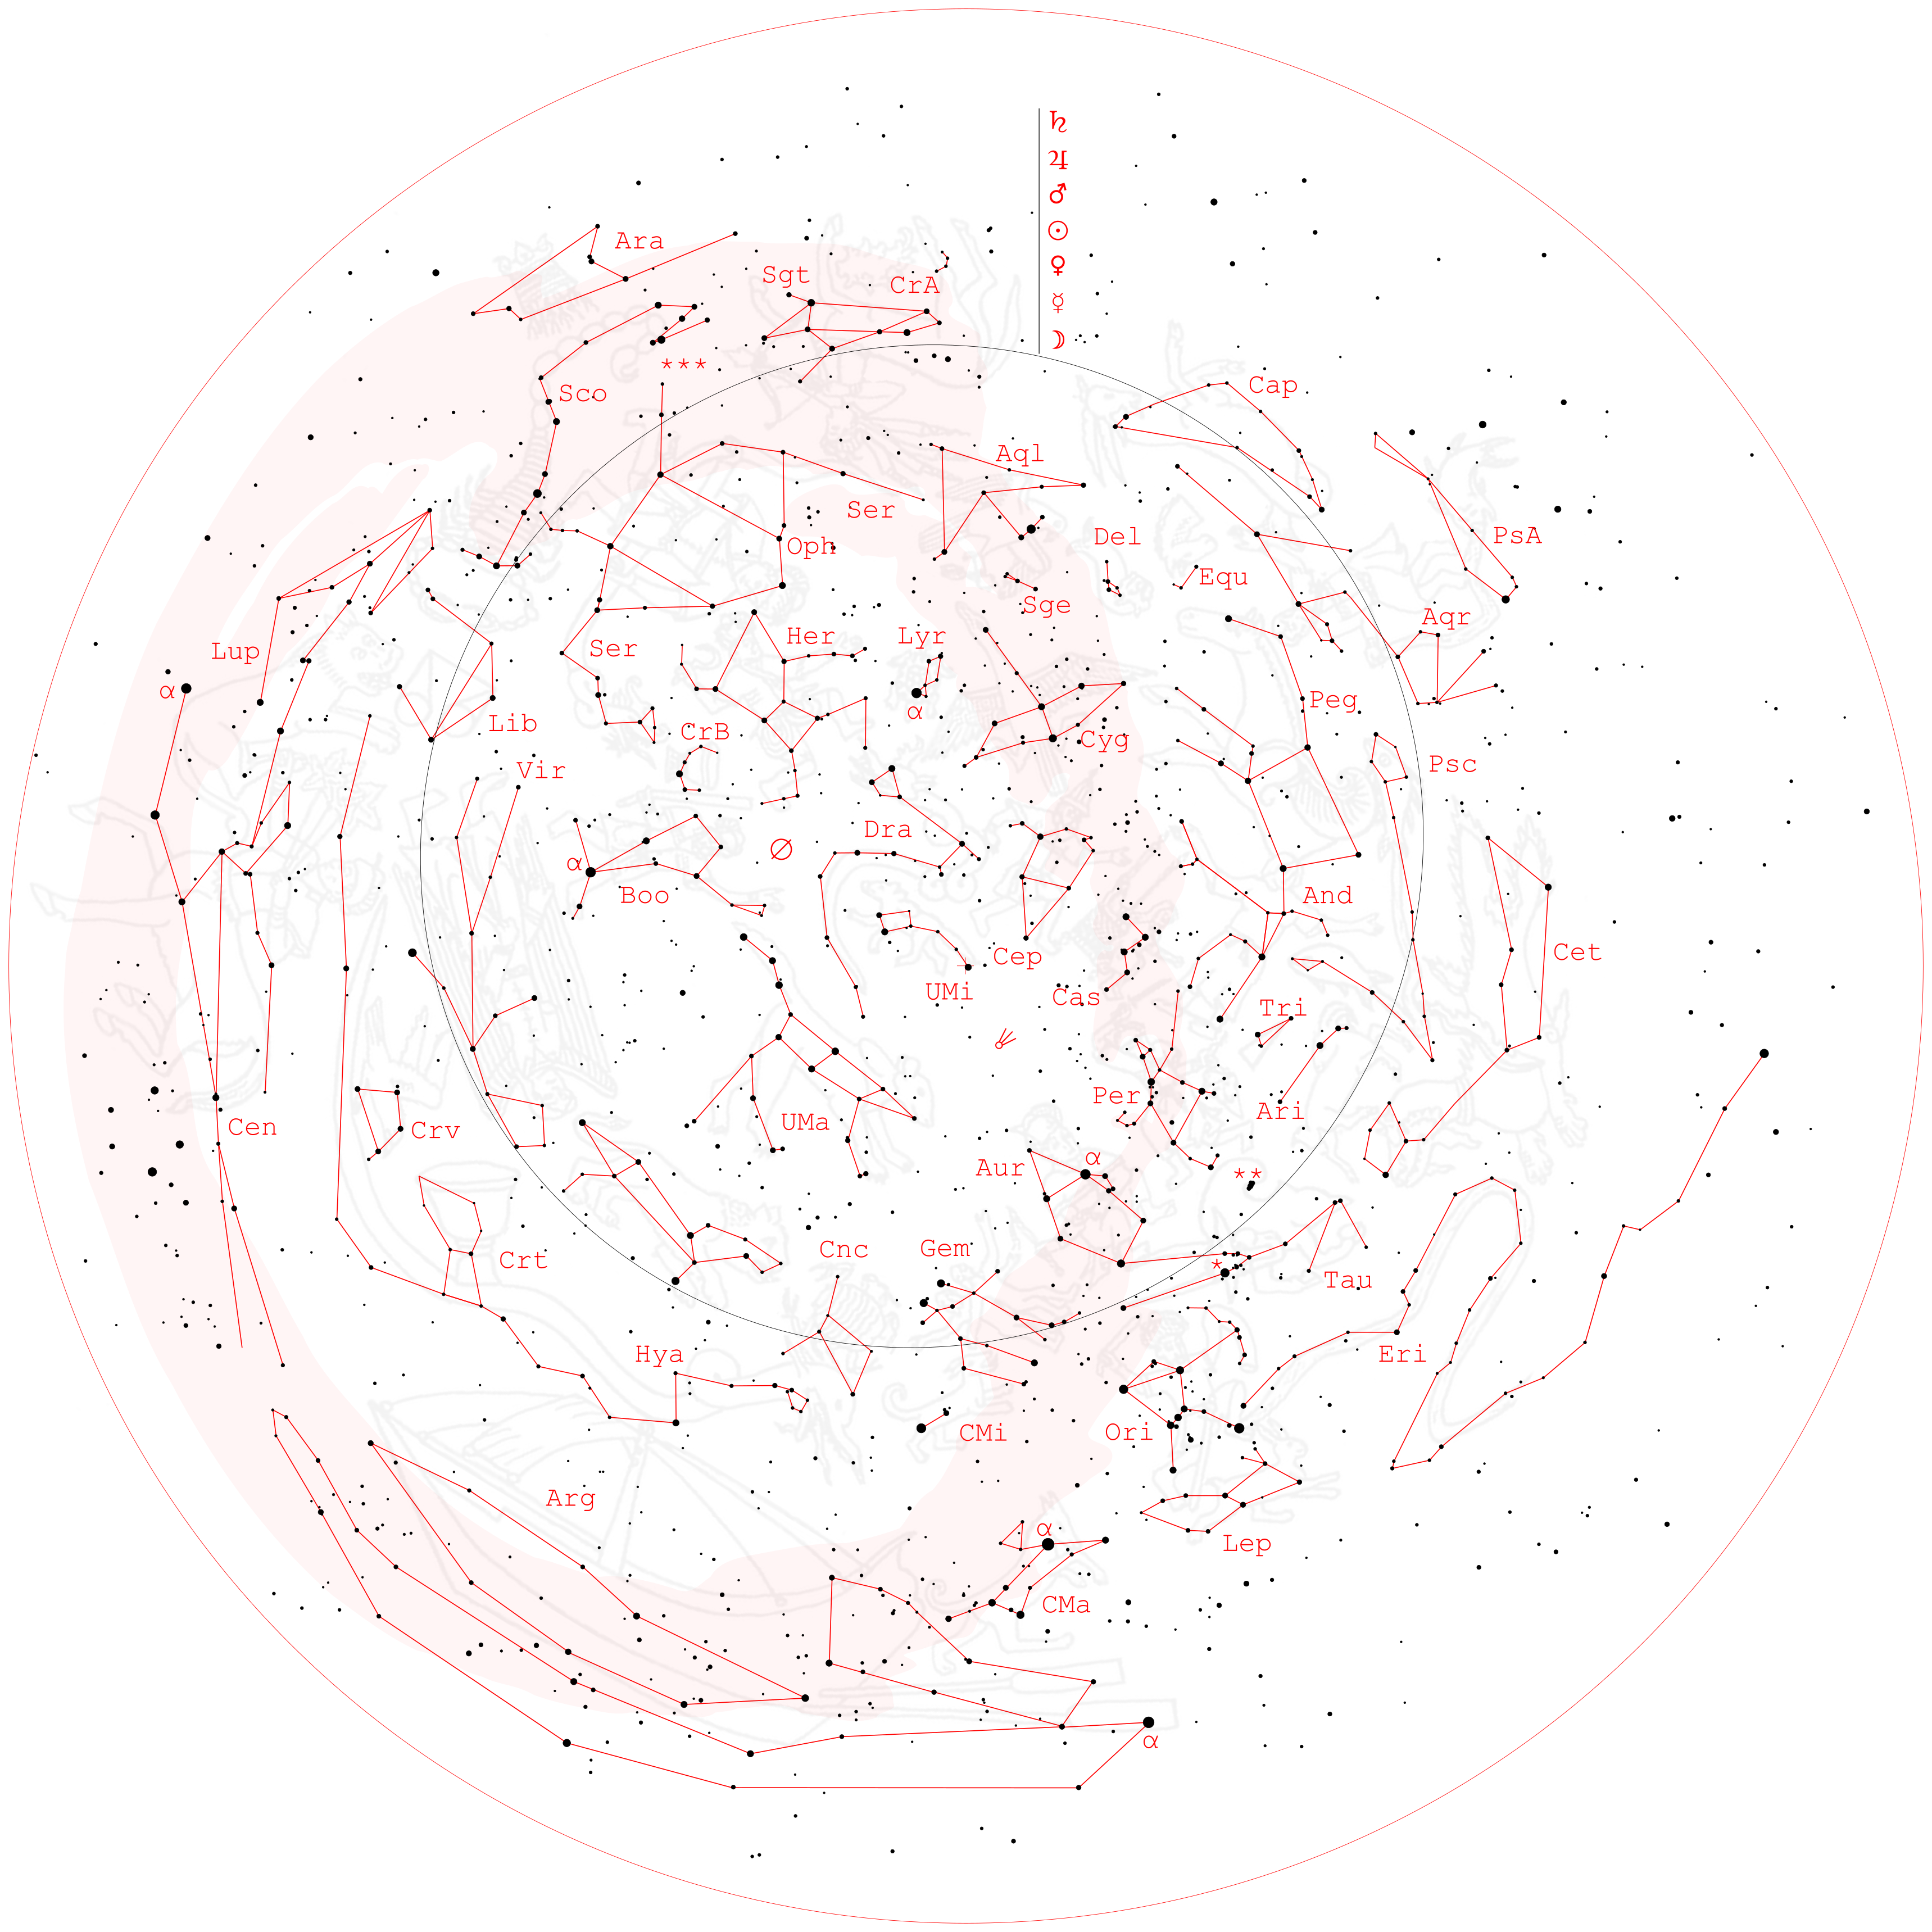 ♄
♃
♂
☉
♀
☿
☽
Ara
Sgt
CrA
***
Sco
Cap
Aql
Ser
PsA
Oph
Del
Equ
Sge
Aqr
Lup
Ser
Her
Lyr
α
Peg
α
Lib
CrB
Cyg
Vir
Psc
Dra
∅
α
Boo
And
Cep
Cet
UMi
Cas
Tri
Per
Ari
Cen
Crv
UMa
Aur
α
**
Crt
Cnc
Gem
*
Tau
Hya
Eri
CMi
Ori
Arg
α
Lep
CMa
α